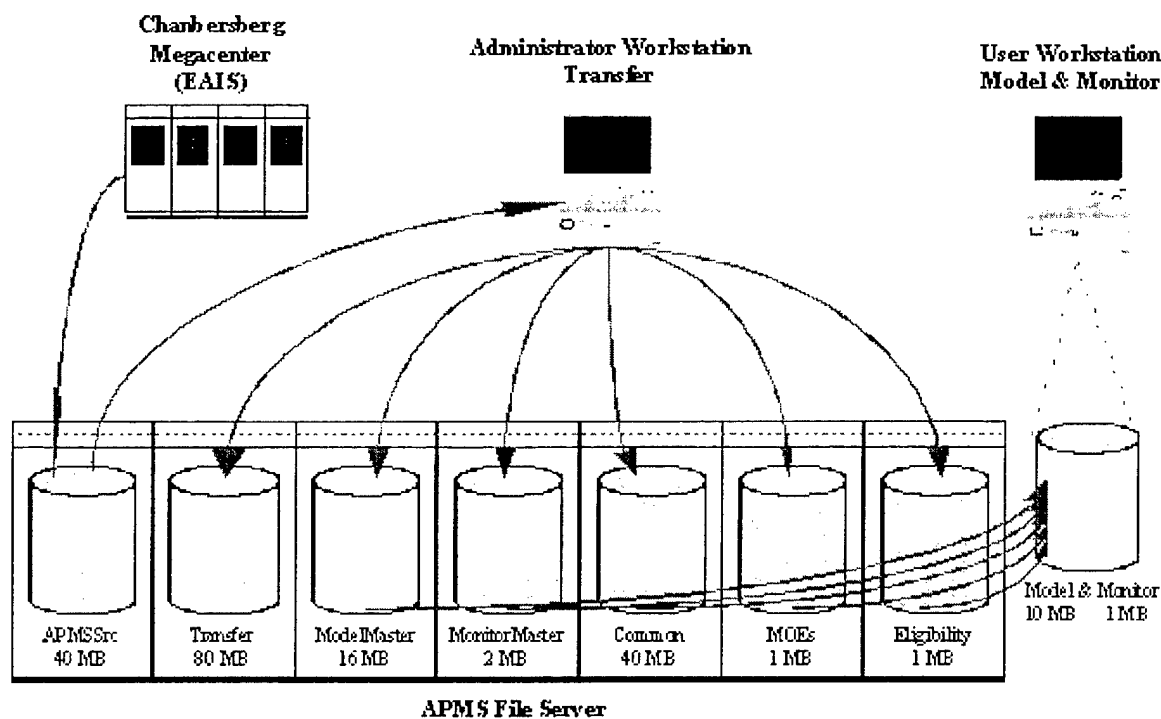 Chanbersberg
Megacenter
(EAIS)
Administrator Workstation
Transfer
User Workstation
Model & Monitor
APMSSrc
40 MB
Transfer
80 MB
ModelMaster
16 MB
MonitorMaster
2 MB
Common
40 MB
MOEs
1 MB
Eligibility
1 MB
Model & Monitor
10 MB 1 MB
APMS File Server